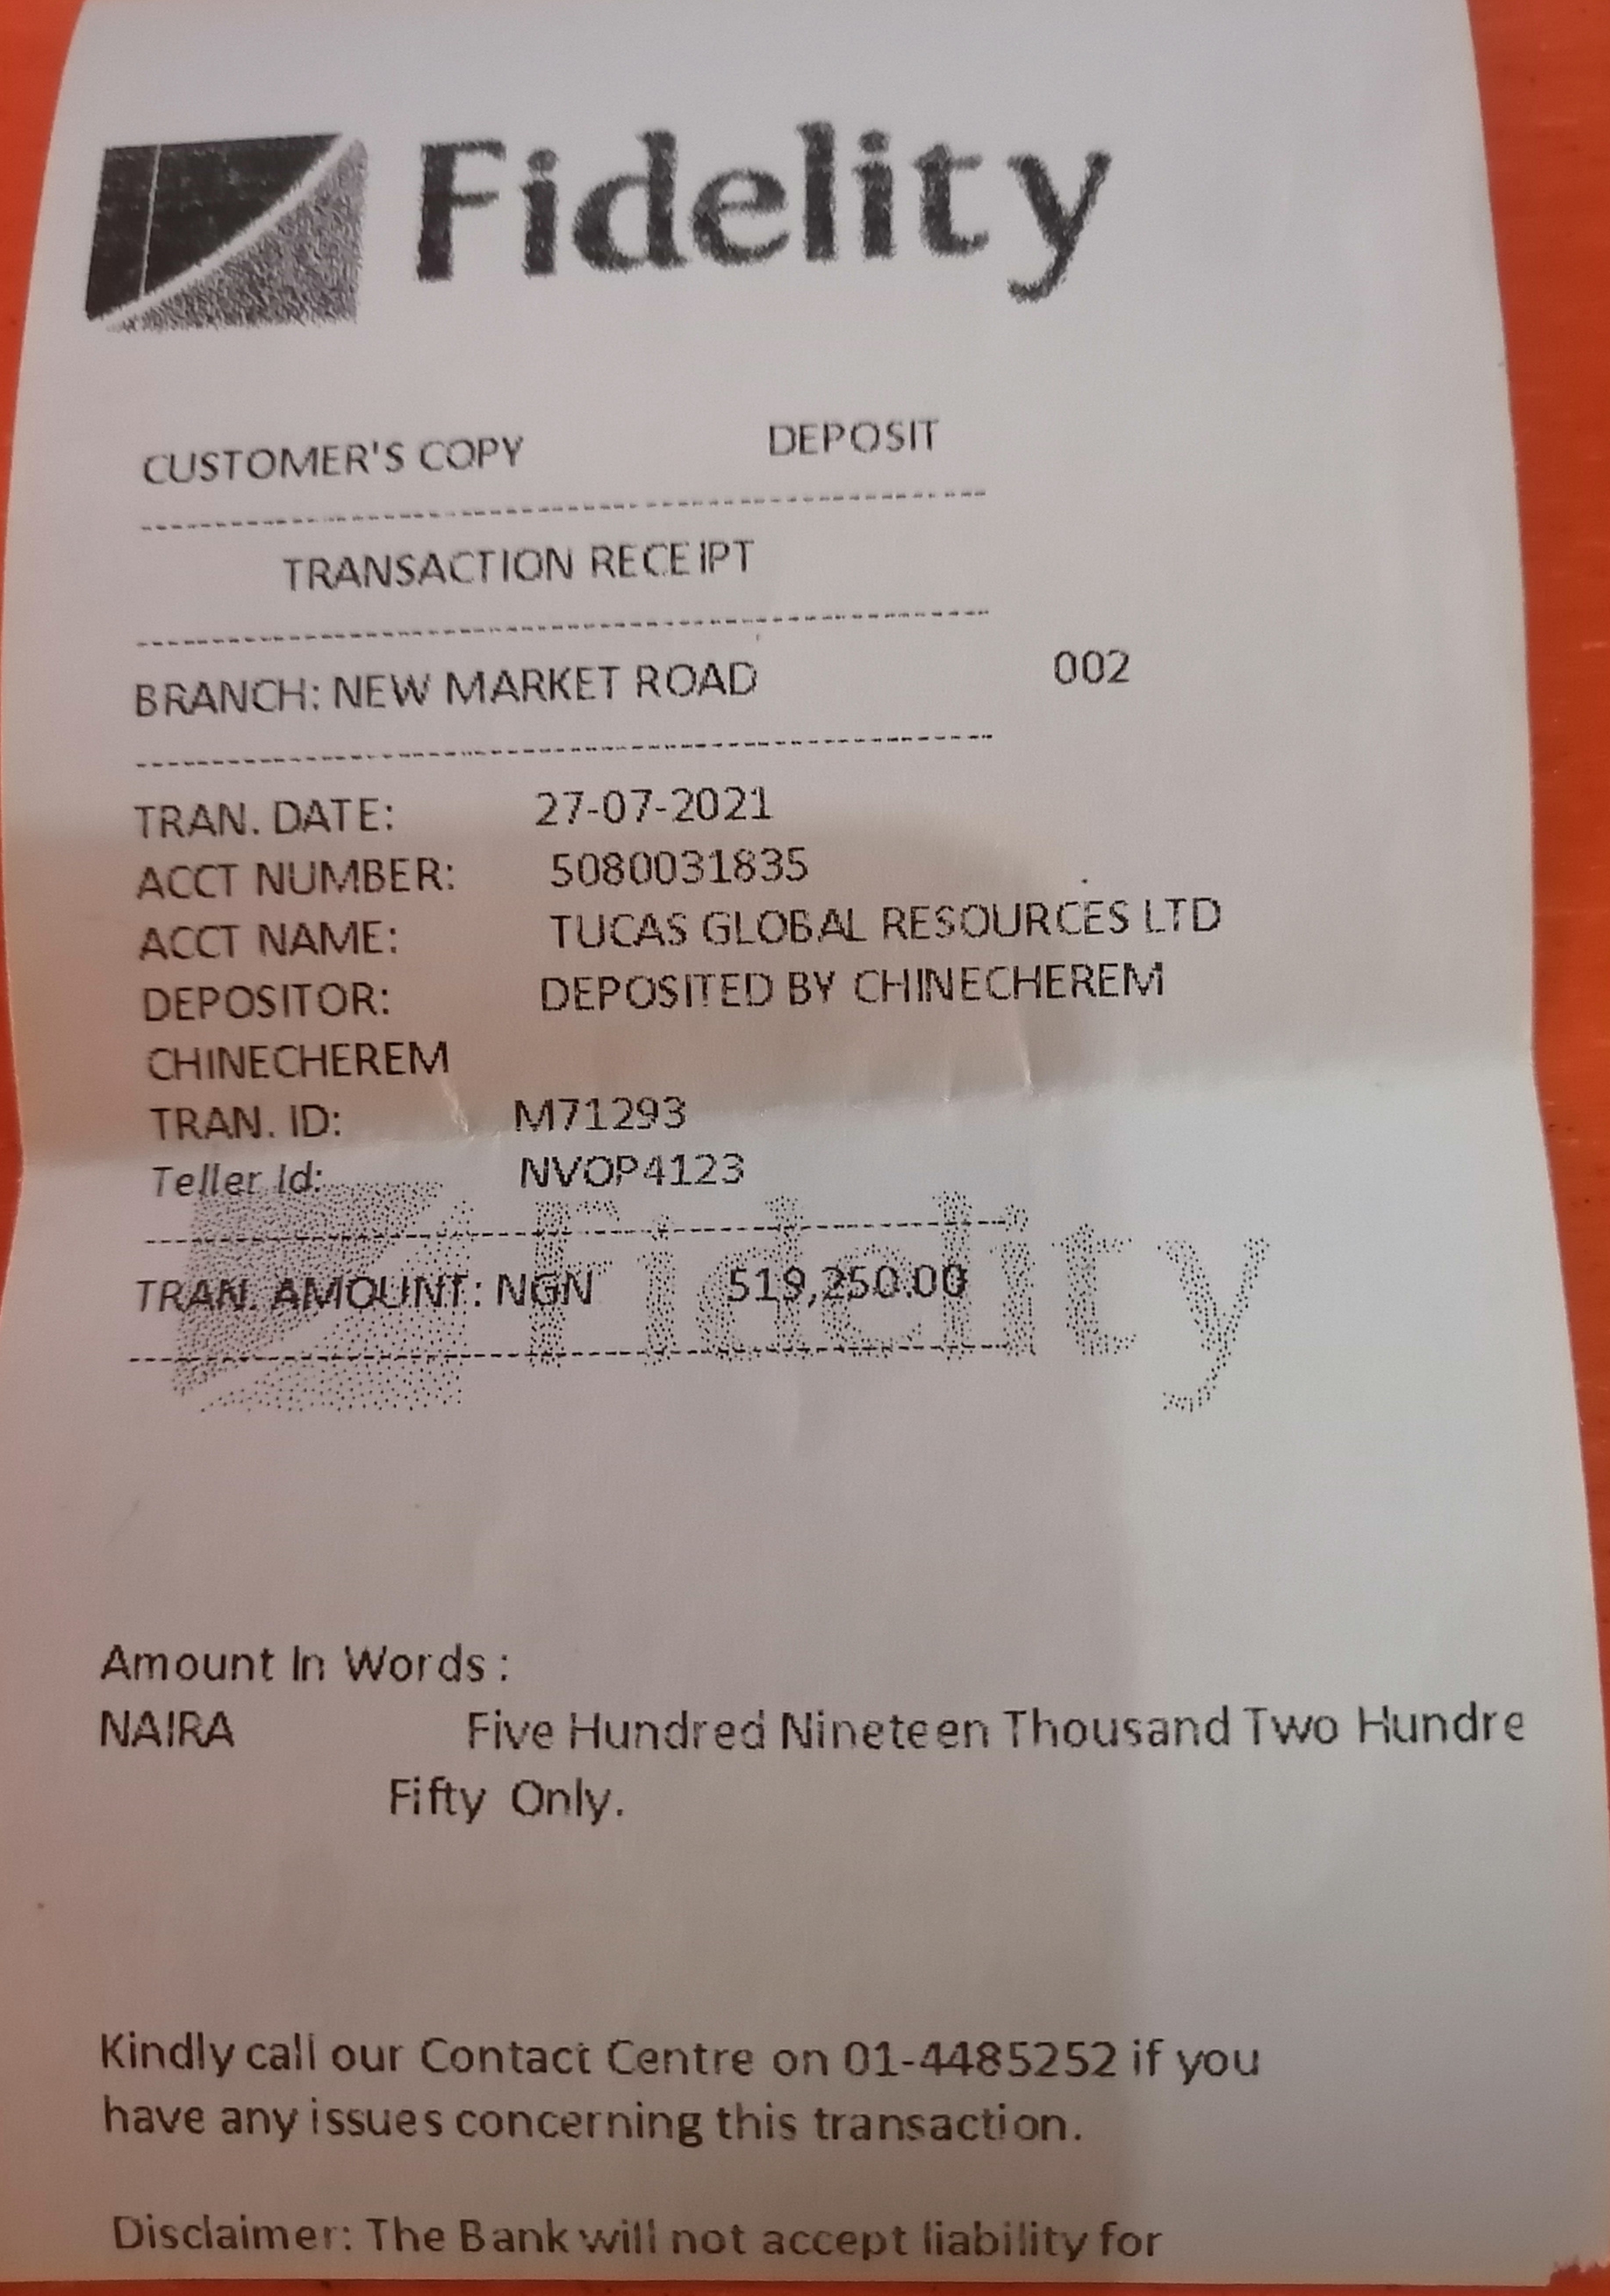 Fidelity
CUSTOMER'S COPY DEPOSIT
TRANSACTION RECEIPT
BRANCH: NEW MARKET ROAD 002
TRAN. DATE: 27-07-2021
ACCT NUMBER: 5080031835
ACCT NAME: TUCAS GLOBAL RESOURCES LTD
DEPOSITOR: DEPOSITED BY CHINECHEREM
CHINECHEREM
TRAN. ID: M71293
Teller Id: NVOP4123
Fidelity
TRAN. AMOUNT: NGN 519,250.00
Amount In Words :
NAIRA Five Hundred Nineteen Thousand Two Hundre
Fifty Only.
Kindly call our Contact Centre on 01-4485252 if you
have any issues concerning this transaction.
Disclaimer: The Bank will not accept liability for